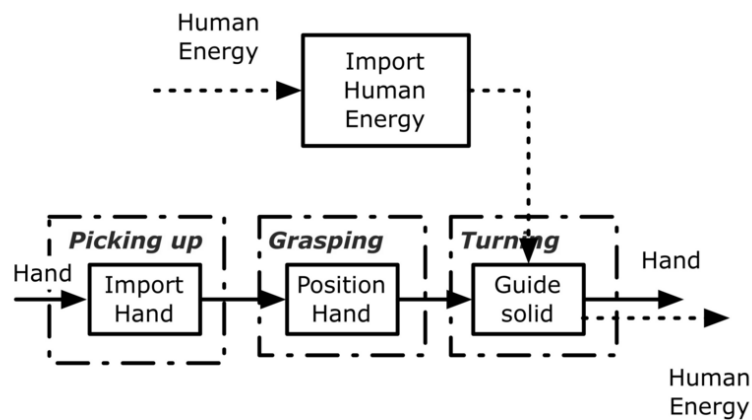 Human
Energy
Import
Human
Energy
Picking up
Grasping
Turning
Hand
Import
Hand
Position
Hand
Guide
solid
Hand
Human
Energy